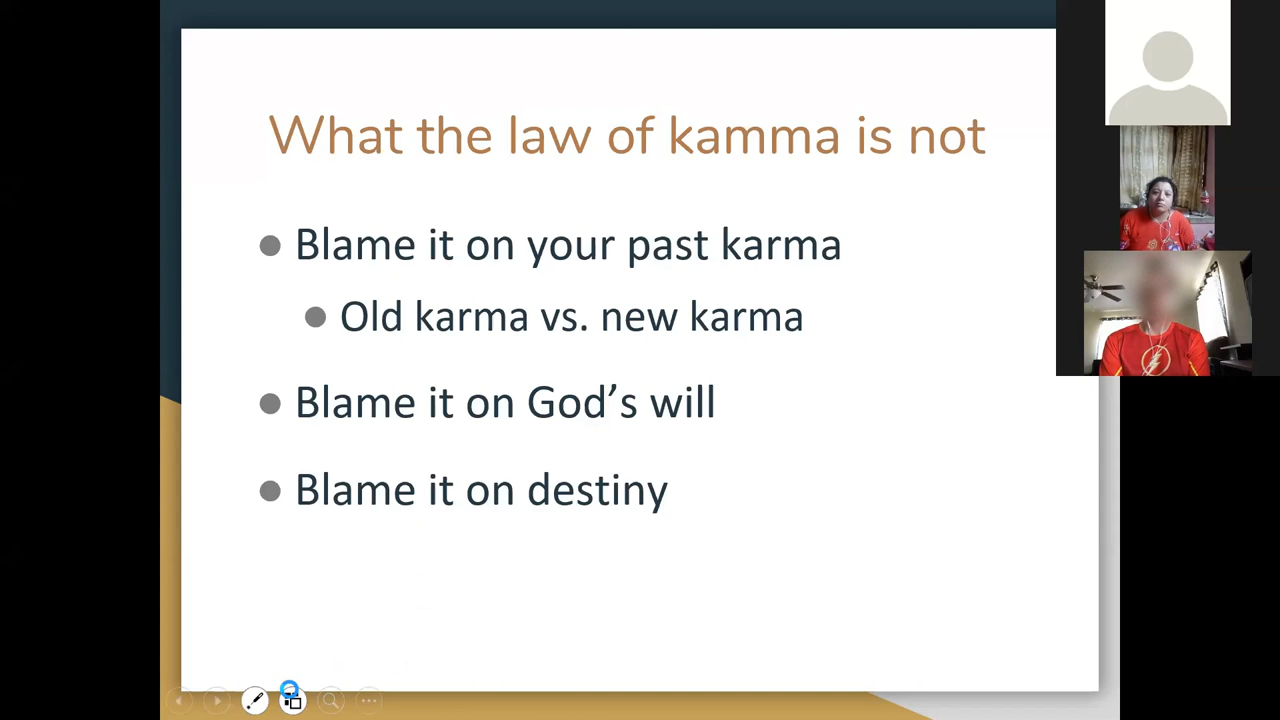 What the law of kamma is not
Blame it on your past karma
Old karma vs. new karma
Blame it on God’s will
Blame it on destiny